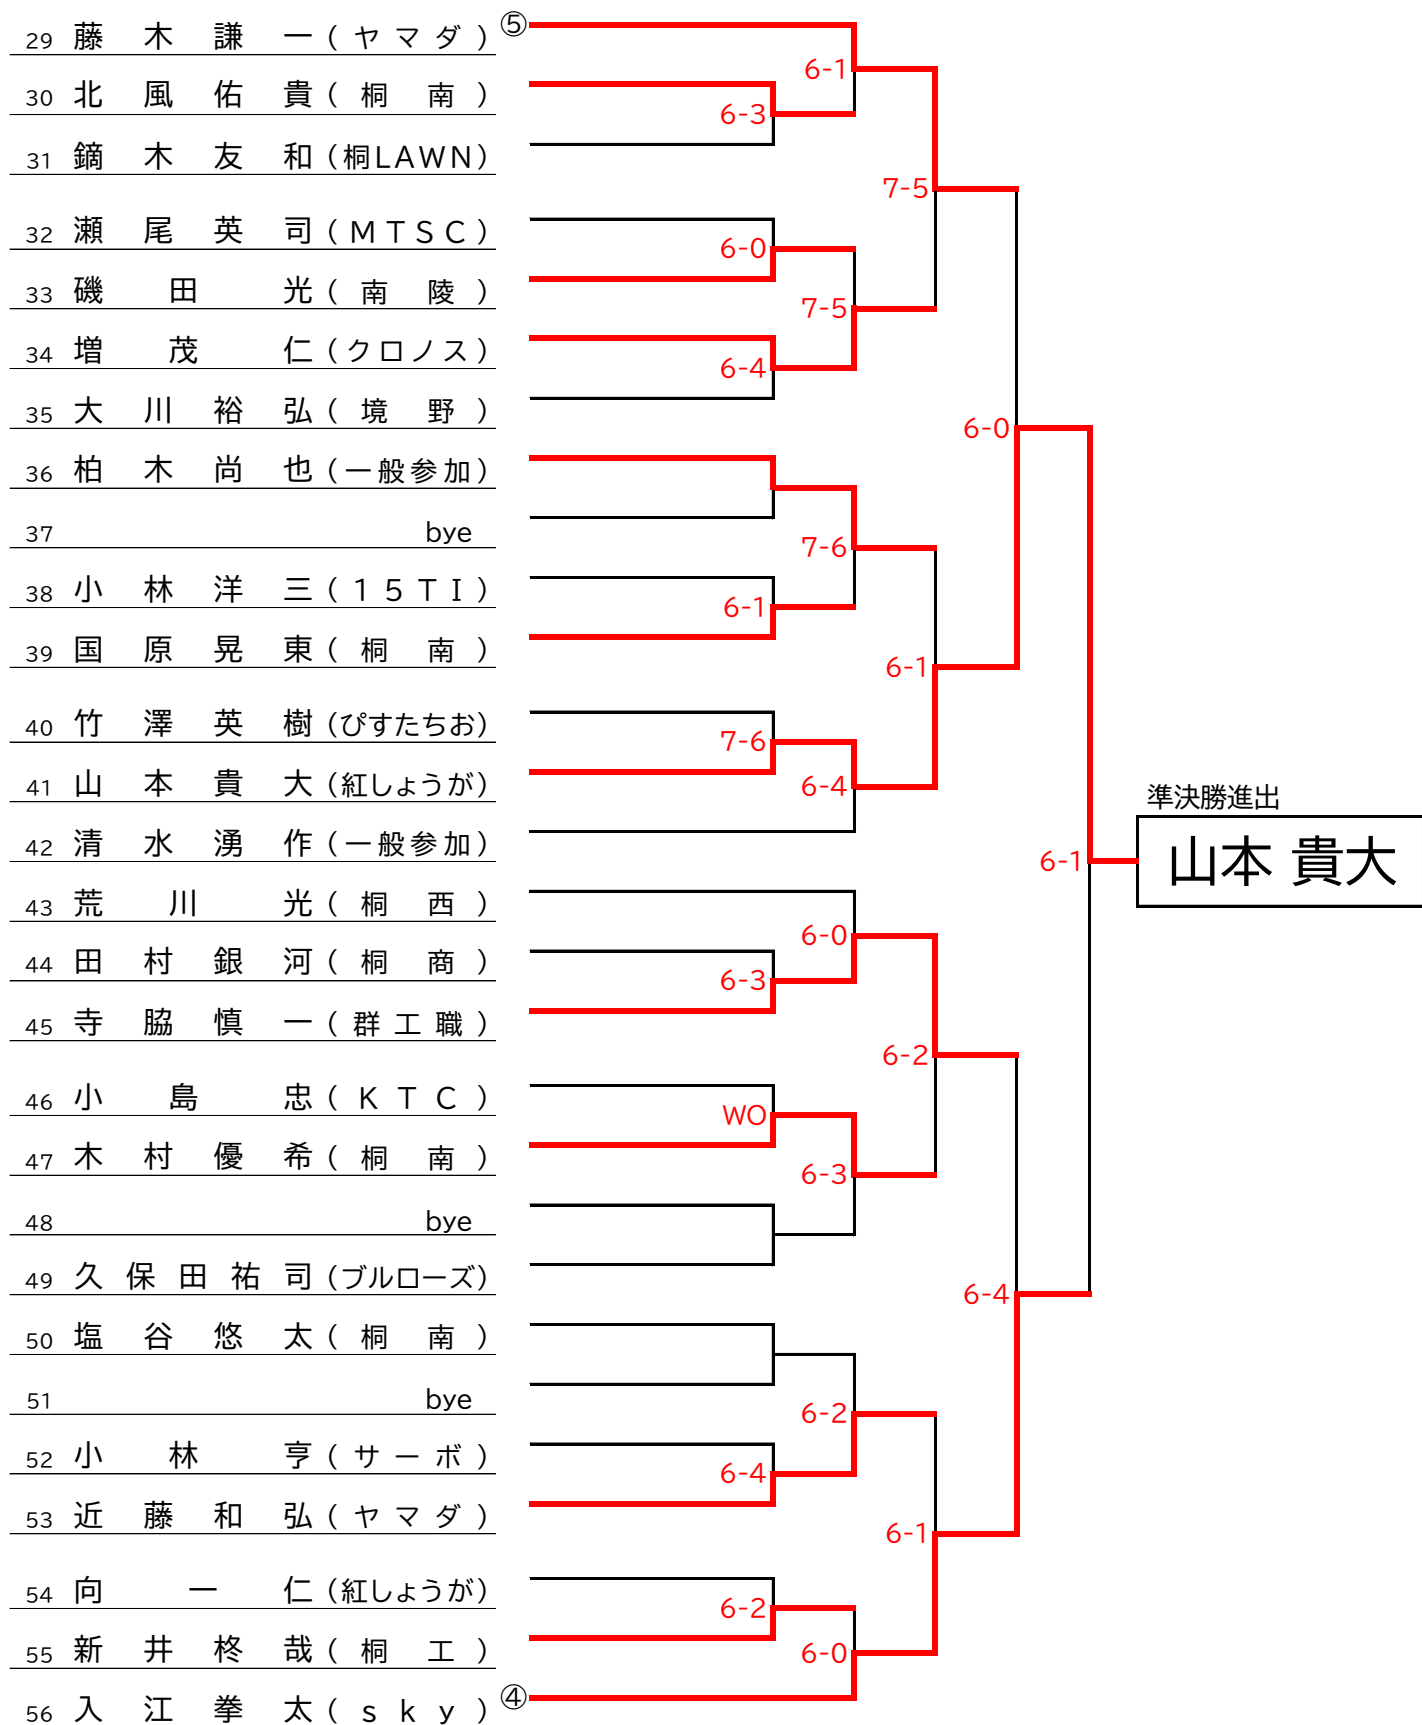 29 藤木謙一(ヤマダ) ⑤
6-1
30 北風佑貴(桐南)
6-3
31 鏑木友和(桐LAWN)
7-5
32 瀬尾英司(MTSC)
6-0
33 磯田光(南陵)
7-5
34 増茂仁(クロノス)
6-4
35 大川裕弘(境野)
6-0
36 柏木尚也(一般参加)
37 bye
7-6
38 小林洋三(15TI)
6-1
39 国原晃東(桐南)
6-1
40 竹澤英樹(ぴすたちお)
7-6
41 山本貴大(紅しょうが)
6-4
準決勝進出
42 清水湧作(一般参加)
6-1
山本 貴大
43 荒川光(桐西)
6-0
44 田村銀河(桐商)
6-3
45 寺脇慎一(群工職)
6-2
46 小島忠(KTC)
WO
47 木村優希(桐南)
6-3
48 bye
49 久保田祐司(ブルローズ)
6-4
50 塩谷悠太(桐南)
51 bye
6-2
52 小林亨(サーボ)
6-4
53 近藤和弘(ヤマダ)
6-1
54 向一仁(紅しょうが)
6-2
55 新井柊哉(桐工)
6-0
56 入江拳太(sky) ④